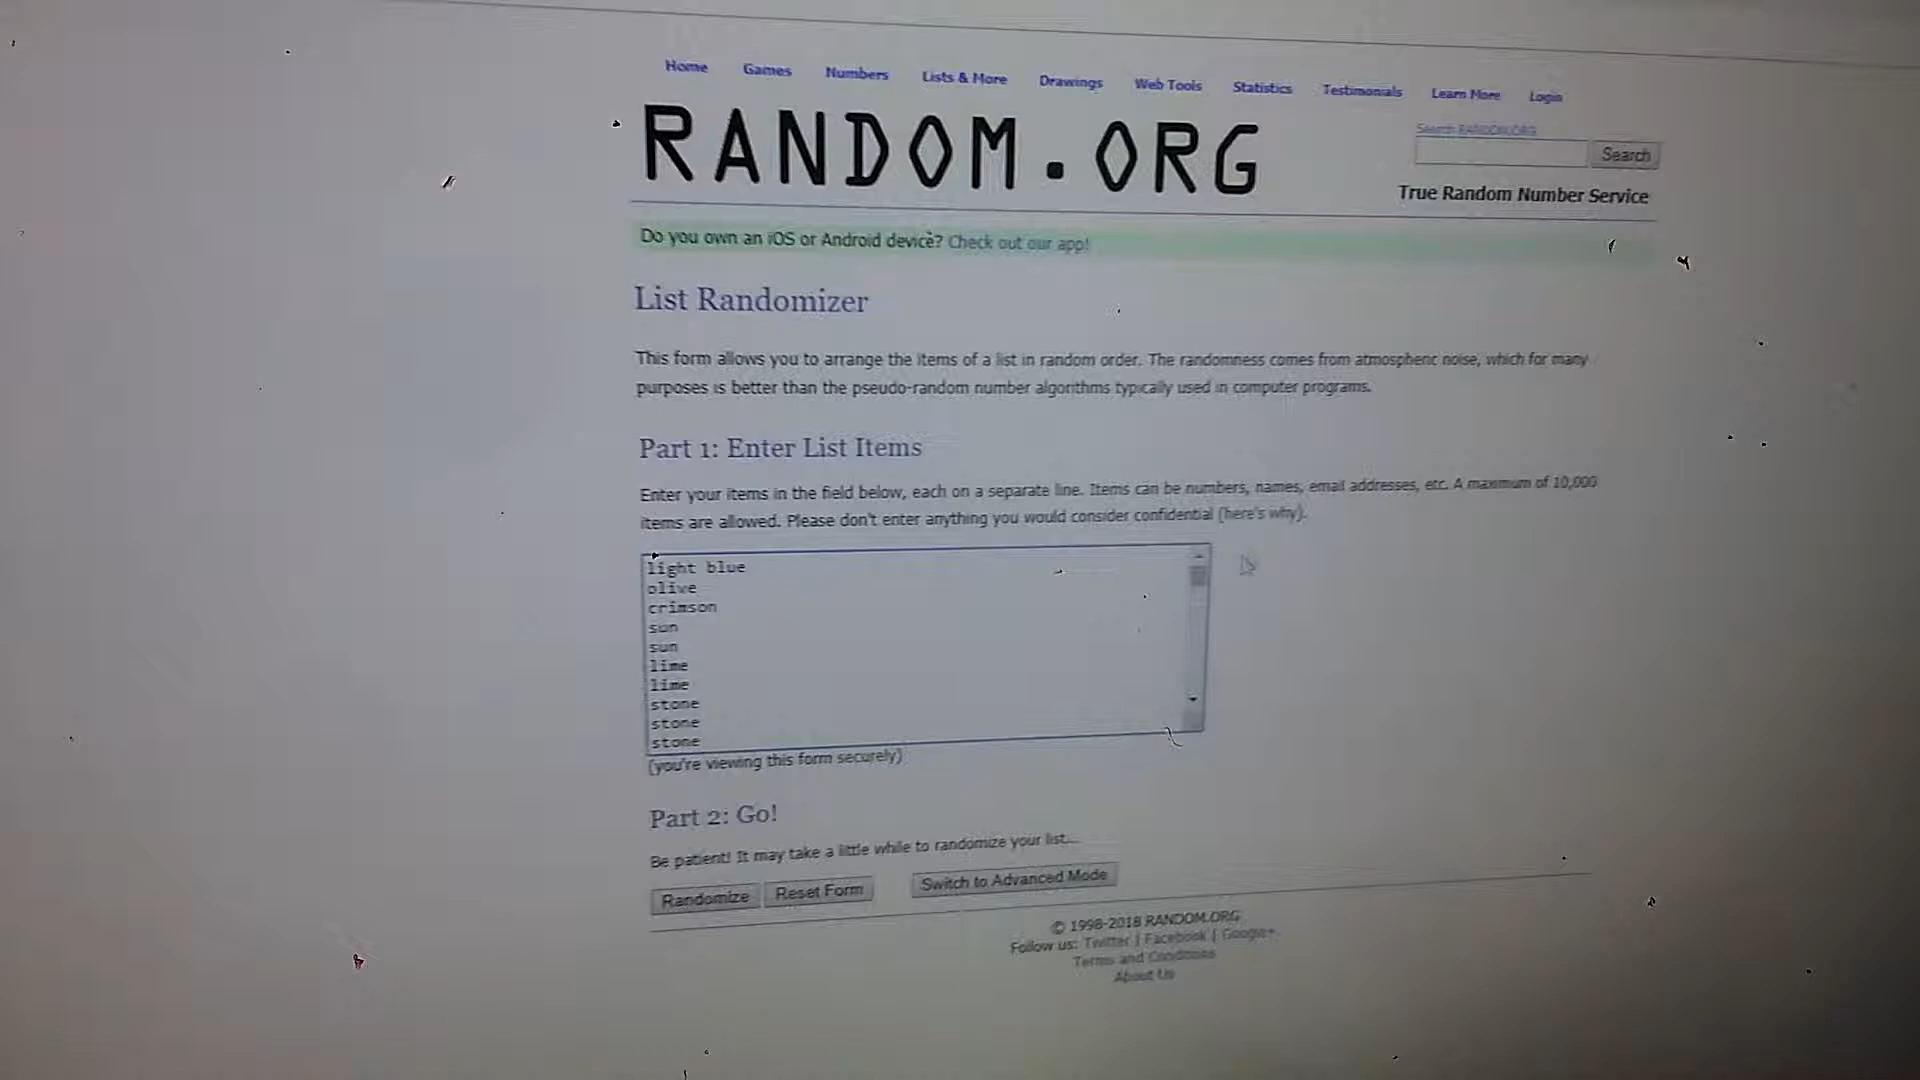 Home Games Numbers Lists & More Drawings Web Tools Statistics Testimonials Learn More Login
RANDOM.ORG
Search RANDOM.ORG
Search
True Random Number Service
Do you own an iOS or Android device? Check out our app!
List Randomizer
This form allows you to arrange the items of a list in random order. The randomness comes from atmospheric noise, which for many
purposes is better than the pseudo-random number algorithms typically used in computer programs.
Part 1: Enter List Items
Enter your items in the field below, each on a separate line. Items can be numbers, names, email addresses, etc. A maximum of 10,000
items are allowed. Please don't enter anything you would consider confidential (here's why).
light blue
olive
crimson
sun
sun
lime
lime
stone
stone
stone
(you're viewing this form securely)
Part 2: Go!
Be patient! It may take a little while to randomize your list...
Randomize Reset Form Switch to Advanced Mode
© 1998-2018 RANDOM.ORG
Follow us: Twitter | Facebook | Google+
Terms and Conditions
About Us